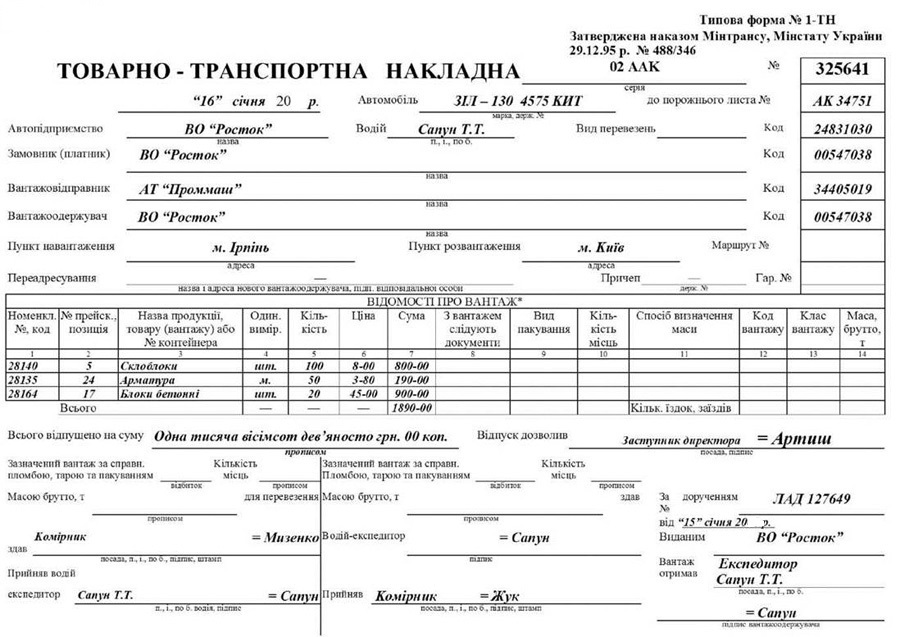 Типова форма № 1-ТН
Затверджена наказом Мінтрансу, Мінстату України
29.12.95 р. № 488/346
ТОВАРНО - ТРАНСПОРТНА НАКЛАДНА 02 ААК № 325641
серія
“16” січня 20 р. Автомобіль ЗІЛ – 130 4575 КИТ до порожнього листа № АК 34751
марка, держ. №
Автопідприємство ВО “Росток” Водій Сапун Т.Т. Вид перевезень Код 24831030
назва п., і., по б.
Замовник (платник) ВО “Росток” Код 00547038
назва
Вантажовідправник АТ “Проммаш” Код 34405019
назва
Вантажоодержувач ВО “Росток” Код 00547038
назва
Пункт навантаження м. Ірпінь Пункт розвантаження м. Київ Маршрут №
адреса адреса
Переадресування — Причеп — Гар. №
назва і адреса нового вантажоодержувача, підп. відповідальної особи держ. №
ВІДОМОСТІ ПРО ВАНТАЖ*
Номенкл. №, код № прейск., позиція Назва продукції, товару (вантажу) або № контейнера Один. вимір. Кіль-кість Ціна Сума З вантажем слідують документи Вид пакування Кіль-кість місць Спосіб визначення маси Код вантажу Клас вантажу Маса, брутто, т
1 2 3 4 5 6 7 8 9 10 11 12 13 14
28140 5 Склоблоки шт. 100 8-00 800-00
28135 24 Арматура м. 50 3-80 190-00
28164 17 Блоки бетонні шт. 20 45-00 900-00
Всього — — — 1890-00 Кільк. їздок, заїздів
Всього відпущено на суму Одна тисяча вісімсот дев’яносто грн. 00 коп. Відпуск дозволив Заступник директора = Артиш
прописом посада, підпис
Зазначений вантаж за справн. пломбою, тарою та пакуванням Кількість місць
відбиток прописом
Масою брутто, т для перевезення
прописом
Комірник = Мизенко
здав
посада, п., і., по б., підпис, штамп
Прийняв водій
експедитор Сапун Т.Т. = Сапун
п., і., по б. водія, підпис
Зазначений вантаж за справн. Пломбою, тарою та пакуванням Кількість місць
відбиток прописом
Масою брутто, т здав
прописом
Водій-експедитор = Сапун
підпис
Прийняв Комірник =Жук
посада, п., і., по б., підпис, штамп
За дорученням № ЛАД 127649
від “15” січня 20 р.
Виданим ВО “Росток”
Вантаж отримав Експедитор
Сапун Т.Т.
посада, п., і., по б.
= Сапун
підпис вантажоодержувача